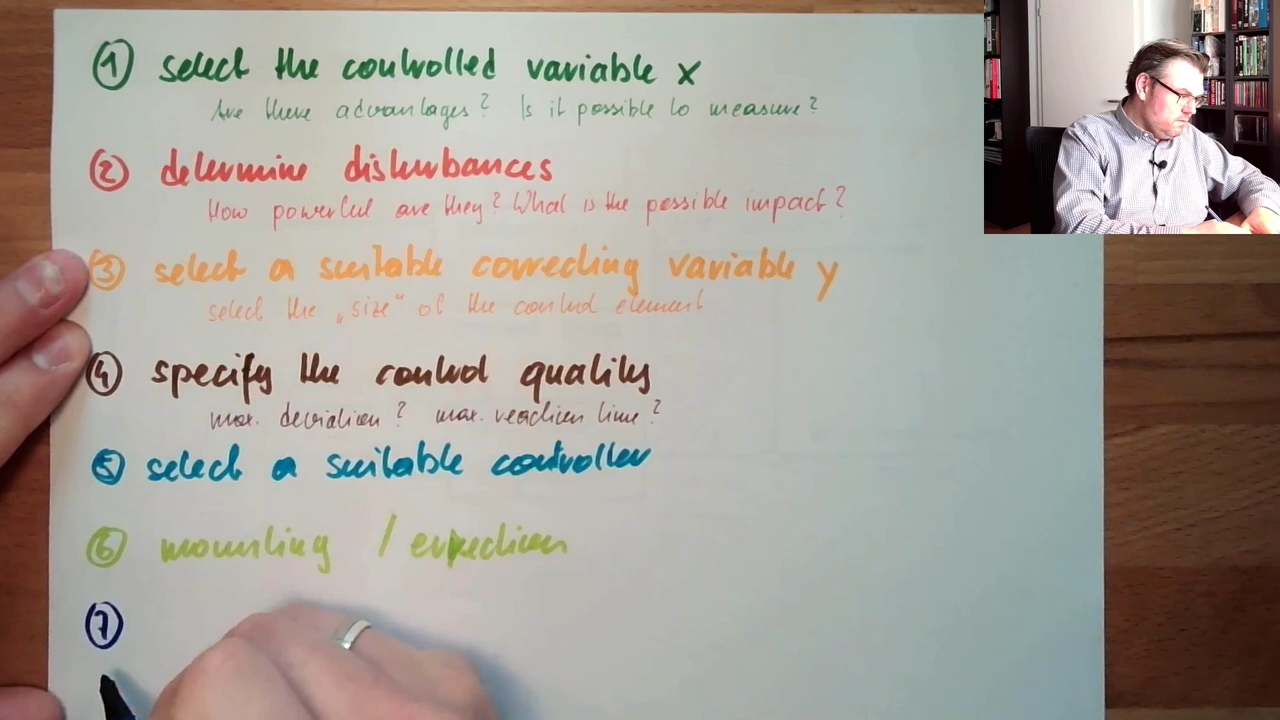 ① select the controlled variable x
Are there advantages? Is it possible to measure?
② determine disturbances
How powerful are they? What is the possible impact?
③ select a suitable correcting variable y
select the „size“ of the control element
④ specify the control quality
max. deviation? max. reaction time?
⑤ select a suitable controller
⑥ mounting / erection
⑦